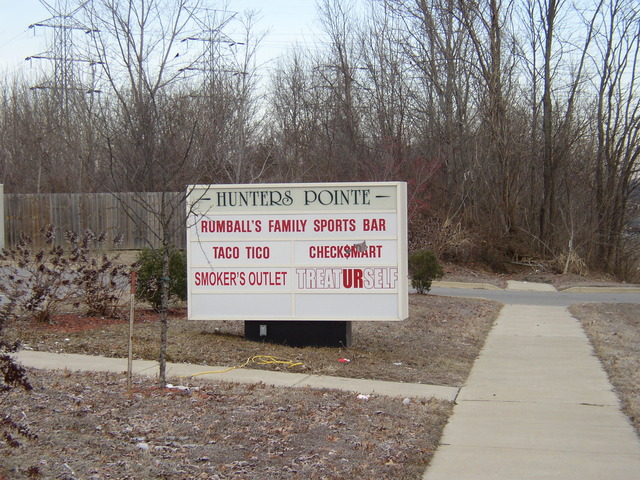 HUNTERS POINTE
RUMBALL'S FAMILY SPORTS BAR
TACO TICO CHECK$MART
SMOKER'S OUTLET TREATURSELF